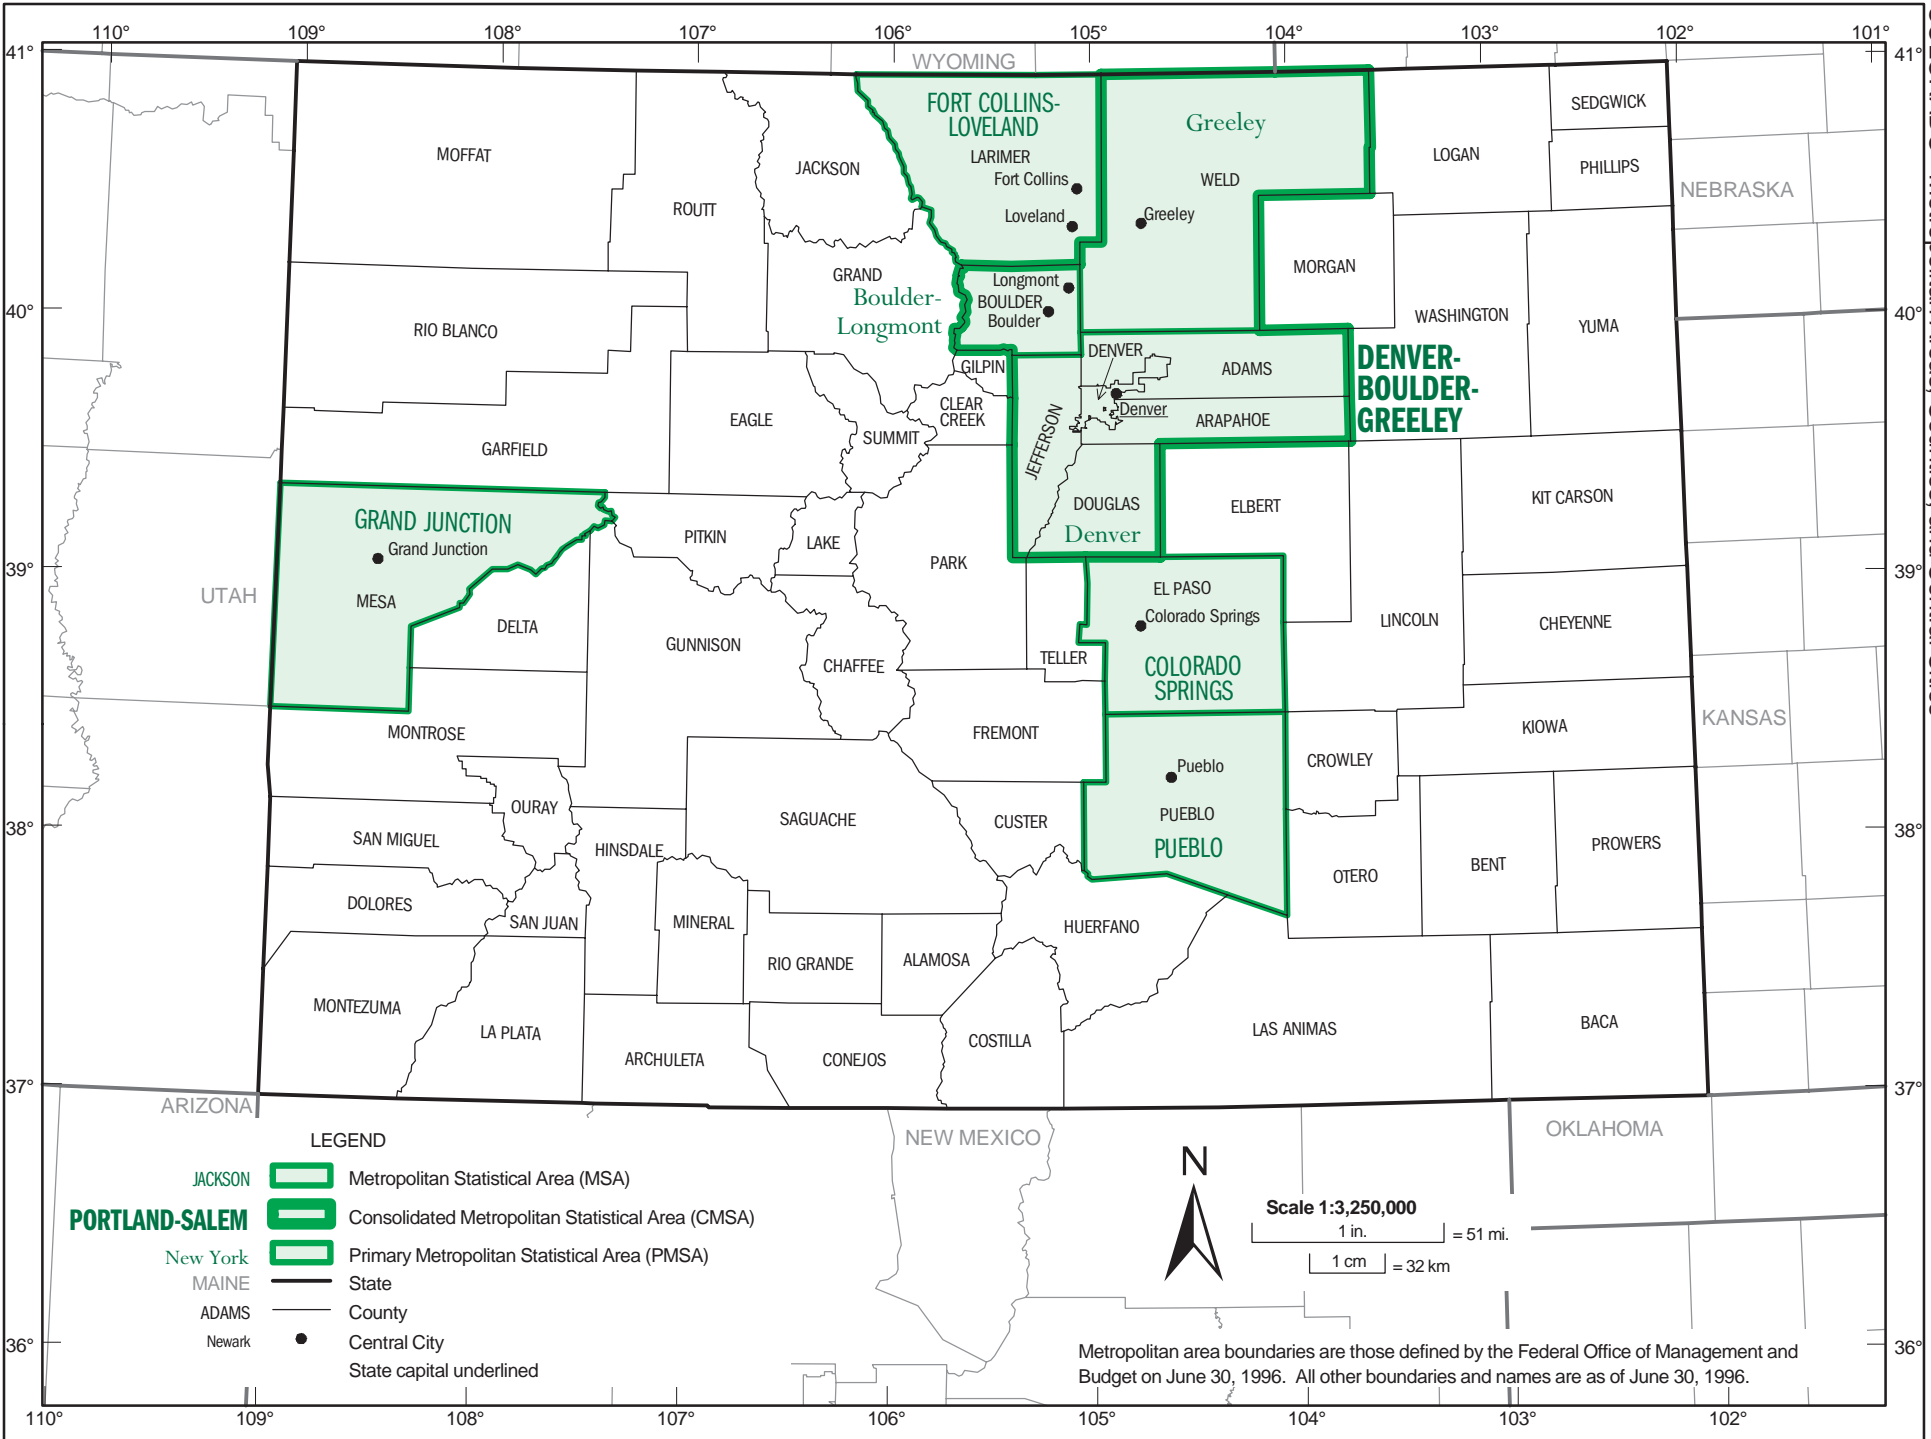 110°
109°
108°
107°
106°
105°
104°
103°
102°
101°
41°
41°
WYOMING
FORT COLLINS-
LOVELAND
LARIMER
Fort Collins
Loveland
Greeley
WELD
Greeley
SEDGWICK
LOGAN
PHILLIPS
NEBRASKA
MOFFAT
JACKSON
ROUTT
GRAND
Boulder-
Longmont
Longmont
BOULDER
Boulder
MORGAN
WASHINGTON
YUMA
40°
40°
RIO BLANCO
GILPIN
DENVER
ADAMS
DENVER-
BOULDER-
GREELEY
CLEAR
CREEK
Denver
ARAPAHOE
EAGLE
SUMMIT
JEFFERSON
GARFIELD
KIT CARSON
GRAND JUNCTION
Grand Junction
MESA
PITKIN
LAKE
PARK
DOUGLAS
Denver
ELBERT
39°
39°
UTAH
EL PASO
Colorado Springs
COLORADO
SPRINGS
LINCOLN
CHEYENNE
DELTA
GUNNISON
CHAFFEE
TELLER
KANSAS
MONTROSE
FREMONT
KIOWA
CROWLEY
Pueblo
PUEBLO
PUEBLO
OURAY
SAGUACHE
CUSTER
38°
38°
SAN MIGUEL
HINSDALE
OTERO
BENT
PROWERS
DOLORES
SAN JUAN
MINERAL
HUERFANO
RIO GRANDE
ALAMOSA
MONTEZUMA
LA PLATA
ARCHULETA
CONEJOS
COSTILLA
LAS ANIMAS
BACA
37°
37°
ARIZONA
NEW MEXICO
OKLAHOMA
LEGEND
JACKSON Metropolitan Statistical Area (MSA)
PORTLAND-SALEM Consolidated Metropolitan Statistical Area (CMSA)
New York Primary Metropolitan Statistical Area (PMSA)
MAINE State
ADAMS County
Newark Central City
State capital underlined
N
Scale 1:3,250,000
1 in. = 51 mi.
1 cm = 32 km
36°
36°
Metropolitan area boundaries are those defined by the Federal Office of Management and
Budget on June 30, 1996. All other boundaries and names are as of June 30, 1996.
110°
109°
108°
107°
106°
105°
104°
103°
102°